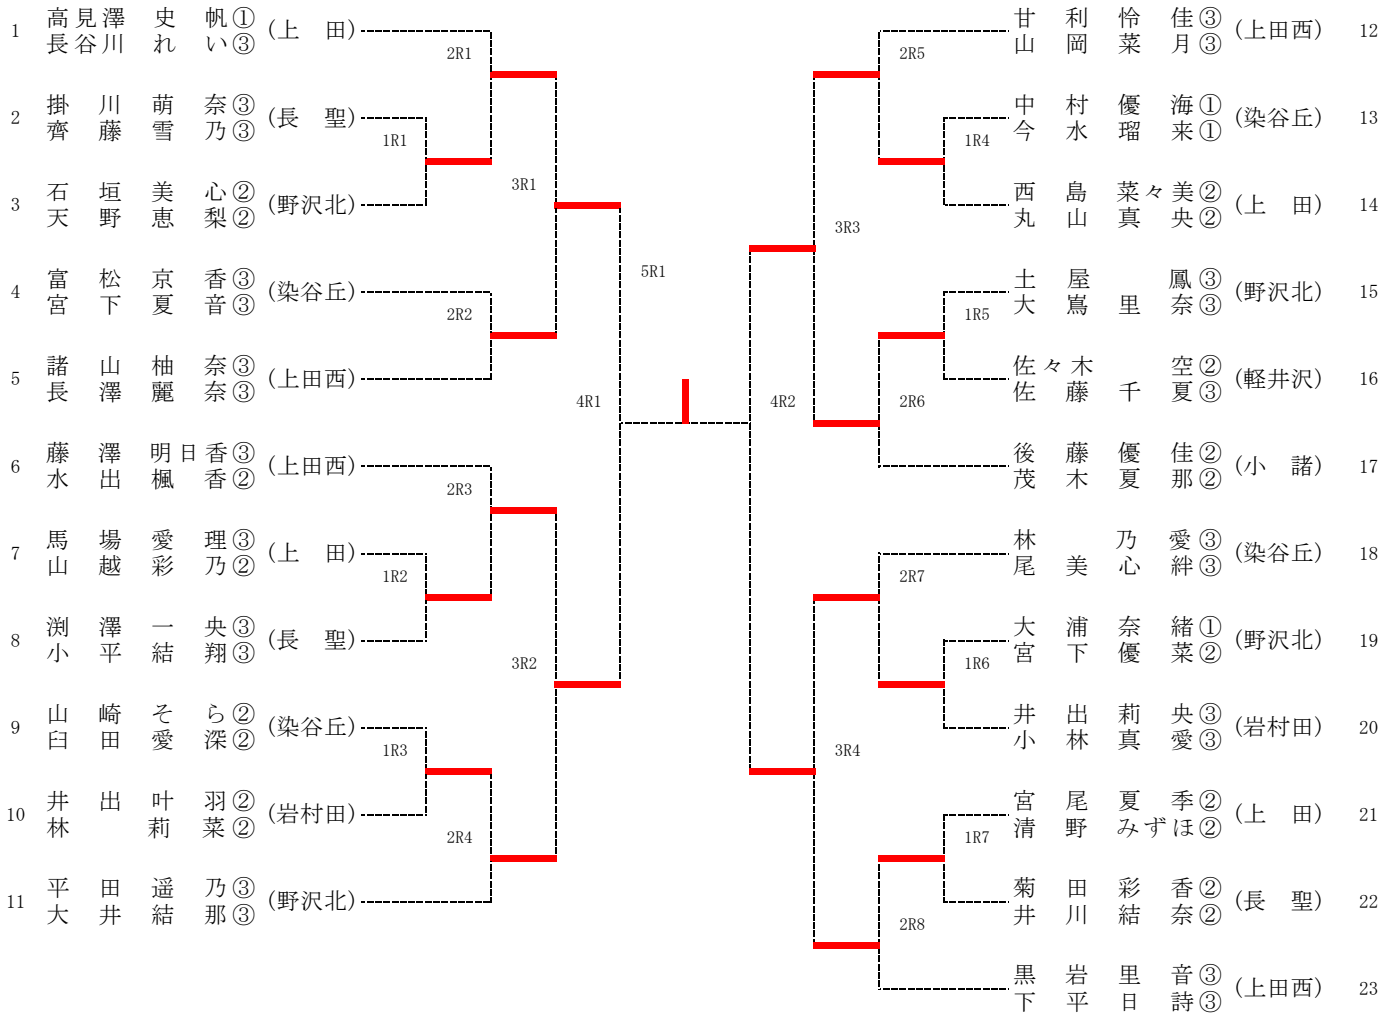 1 高見澤 史 帆① (上 田)
長谷川 れ い③
2R1
2 掛 川 萌 奈③ (長 聖)
齊 藤 雪 乃③
1R1
3 石 垣 美 心② (野沢北)
天 野 恵 梨②
3R1
4 富 松 京 香③ (染谷丘)
宮 下 夏 音③
2R2
5 諸 山 柚 奈③ (上田西)
長 澤 麗 奈③
4R1
5R1
6 藤 澤 明日香③ (上田西)
水 出 楓 香②
2R3
7 馬 場 愛 理③ (上 田)
山 越 彩 乃②
1R2
8 渕 澤 一 央③ (長 聖)
小 平 結 翔③
3R2
9 山 崎 そ ら② (染谷丘)
臼 田 愛 深②
1R3
10 井 出 叶 羽② (岩村田)
林 莉 菜②
2R4
11 平 田 遥 乃③ (野沢北)
大 井 結 那③
甘 利 怜 佳③ (上田西) 12
山 岡 菜 月③
2R5
中 村 優 海① (染谷丘) 13
今 水 瑠 来①
1R4
西 島 菜々美② (上 田) 14
丸 山 真 央②
3R3
土 屋 鳳③ (野沢北) 15
大 嶌 里 奈③
1R5
佐々木 空② (軽井沢) 16
佐 藤 千 夏③
4R2
2R6
後 藤 優 佳② (小 諸) 17
茂 木 夏 那②
林 乃 愛③ (染谷丘) 18
尾 美 心 絆③
2R7
大 浦 奈 緒① (野沢北) 19
宮 下 優 菜②
1R6
井 出 莉 央③ (岩村田) 20
小 林 真 愛③
3R4
宮 尾 夏 季② (上 田) 21
清 野 みずほ②
1R7
菊 田 彩 香② (長 聖) 22
井 川 結 奈②
2R8
黒 岩 里 音③ (上田西) 23
下 平 日 詩③